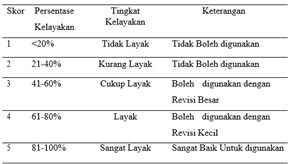 Skor Persentase Kelayakan Tingkat Kelayakan Keterangan
1 <20% Tidak Layak Tidak Boleh digunakan
2 21-40% Kurang Layak Tidak Boleh digunakan
3 41-60% Cukup Layak Boleh digunakan dengan Revisi Besar
4 61-80% Layak Boleh digunakan dengan Revisi Kecil
5 81-100% Sangat Layak Sangat Baik Untuk digunakan